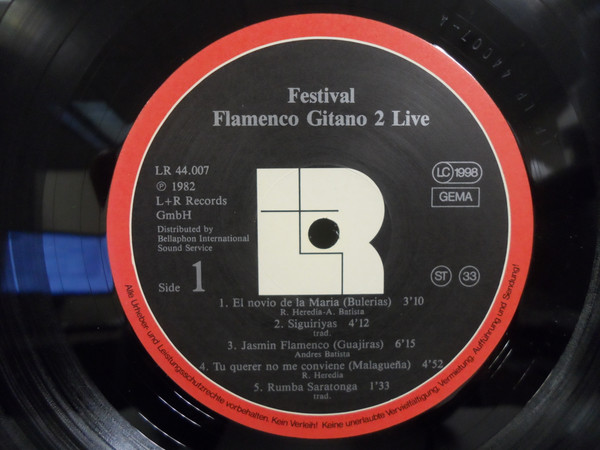 Festival
Flamenco Gitano 2 Live
LR 44.007
℗ 1982
L+R Records
GmbH
Distributed by
Bellaphon International
Sound Service
Side 1
LC 1998
GEMA
ST 33
LR
1. El novio de la Maria (Bulerias) 3'10
R. Heredia-A. Batista
2. Siguiriyas 4'12
trad.
3. Jasmin Flamenco (Guajiras) 6'15
Andres Batista
4. Tu querer no me conviene (Malagueña) 4'52
R. Heredia
5. Rumba Saratonga 1'33
trad.
Alle Urheber- und Leistungsschutzrechte vorbehalten. Kein Verleih! Keine unerlaubte Vervielfältigung, Vermietung, Aufführung und Sendung!